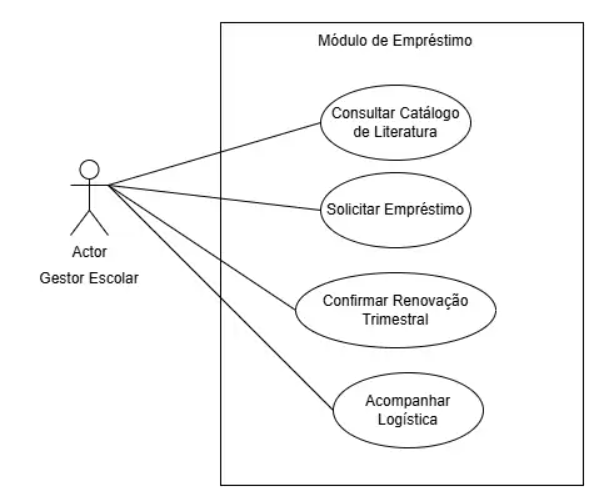 Módulo de Empréstimo
Consultar Catálogo
de Literatura
Solicitar Empréstimo
Actor
Gestor Escolar
Confirmar Renovação
Trimestral
Acompanhar
Logística